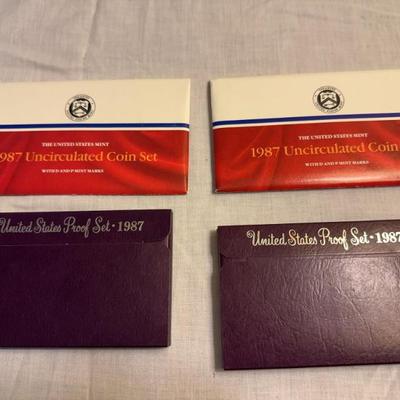 THE UNITED STATES MINT
1987 Uncirculated Coin Set
WITH D AND P MINT MARKS
THE UNITED STATES MINT
1987 Uncirculated Coin Set
WITH D AND P MINT MARKS
United States Proof Set • 1987
United States Proof Set • 1987